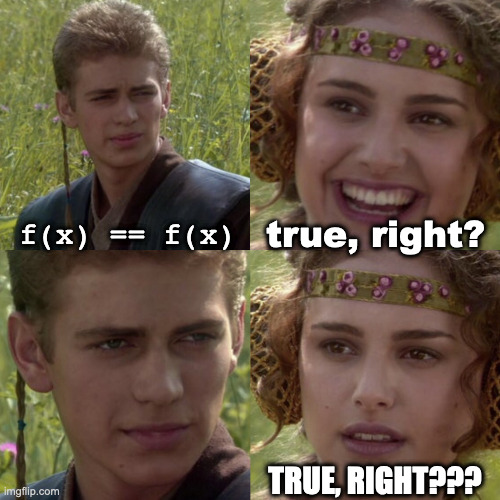 f(x) == f(x)
true, right?
TRUE, RIGHT???
imgflip.com